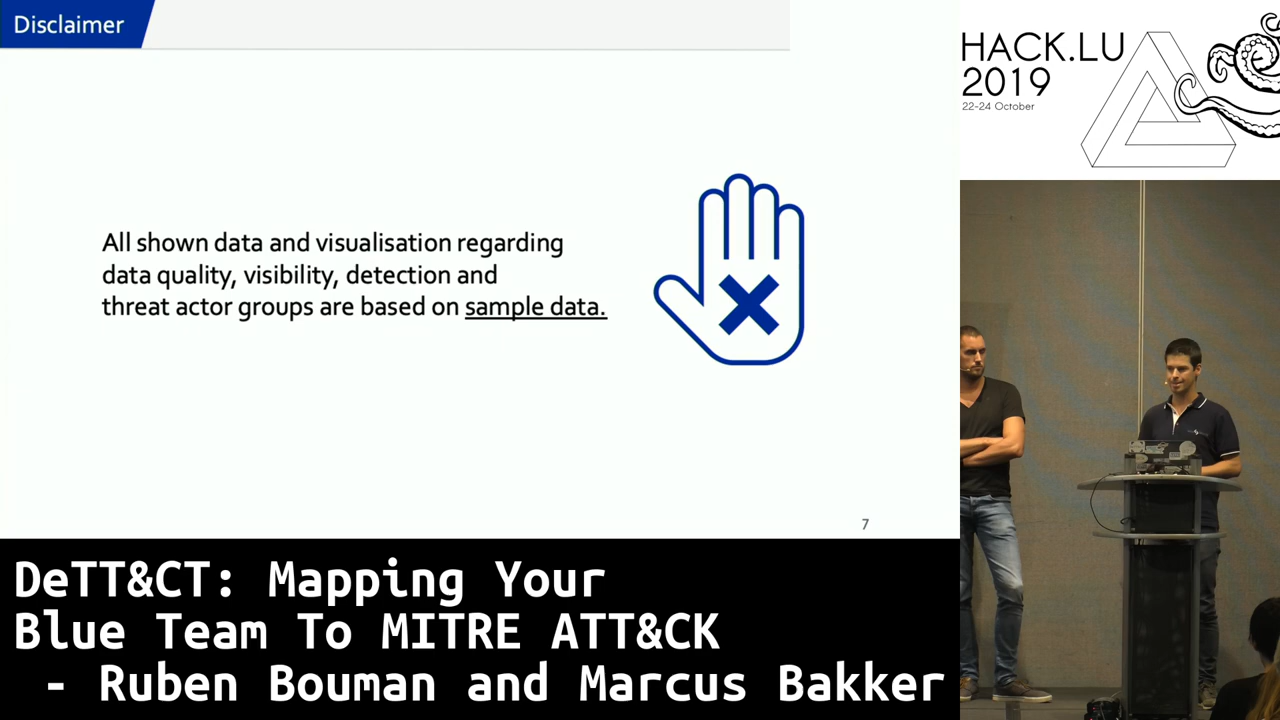 Disclaimer
All shown data and visualisation regarding
data quality, visibility, detection and
threat actor groups are based on sample data.
7
HACK.LU
2019
22-24 October
DeTT&CT: Mapping Your
Blue Team To MITRE ATT&CK
- Ruben Bouman and Marcus Bakker